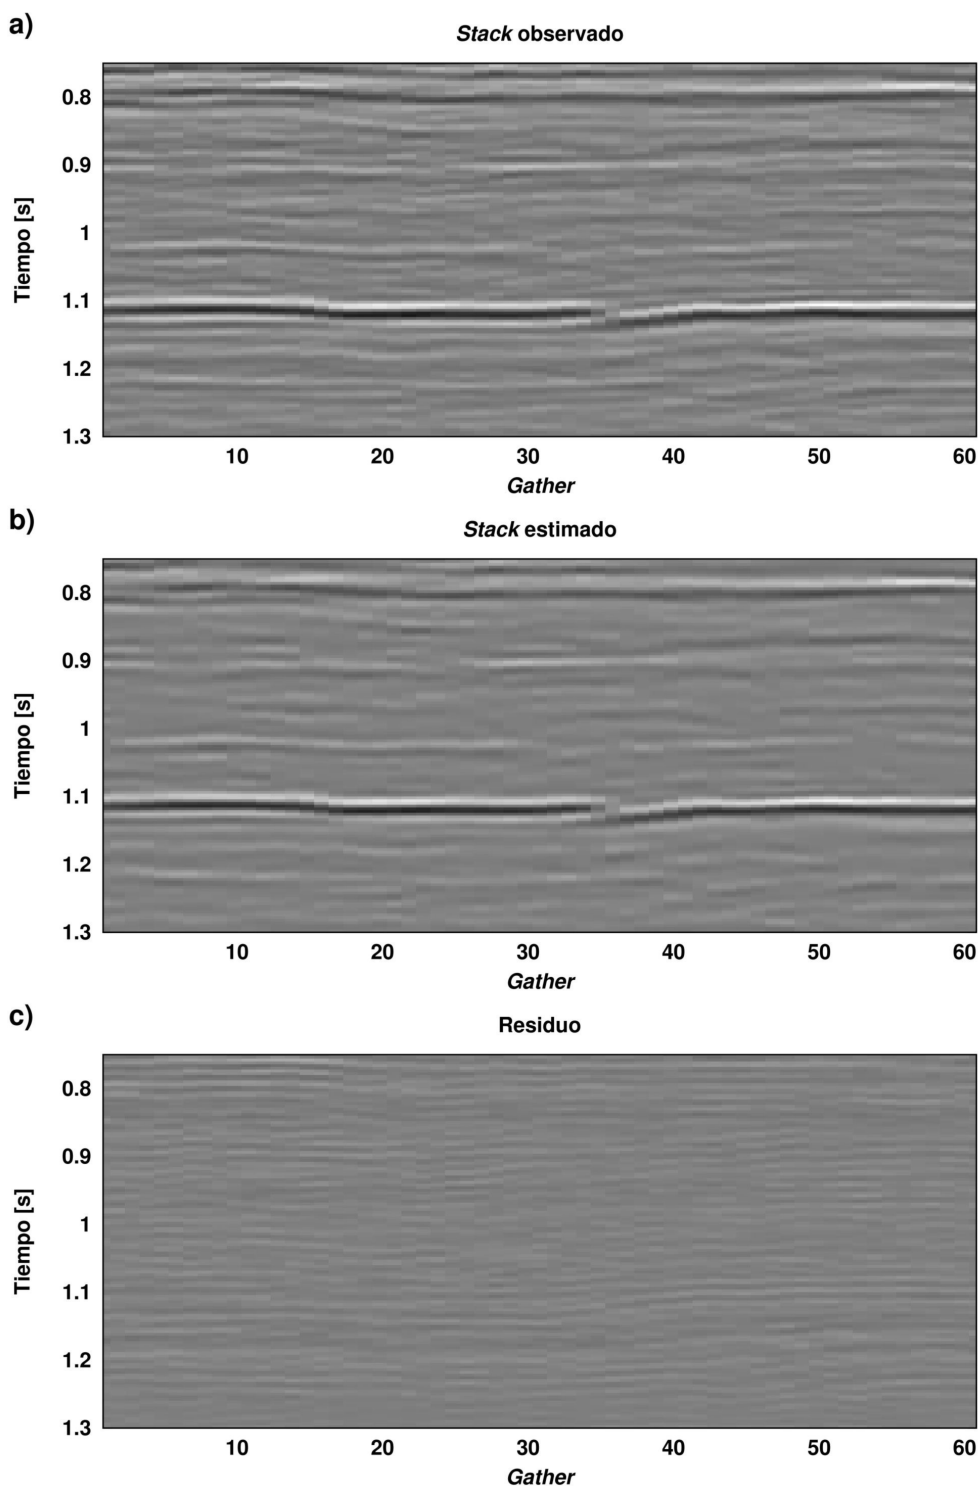 a)
Stack observado
Tiempo [s]
0.8
0.9
1
1.1
1.2
1.3
10 20 30 40 50 60
Gather
b)
Stack estimado
Tiempo [s]
0.8
0.9
1
1.1
1.2
1.3
10 20 30 40 50 60
Gather
c)
Residuo
Tiempo [s]
0.8
0.9
1
1.1
1.2
1.3
10 20 30 40 50 60
Gather